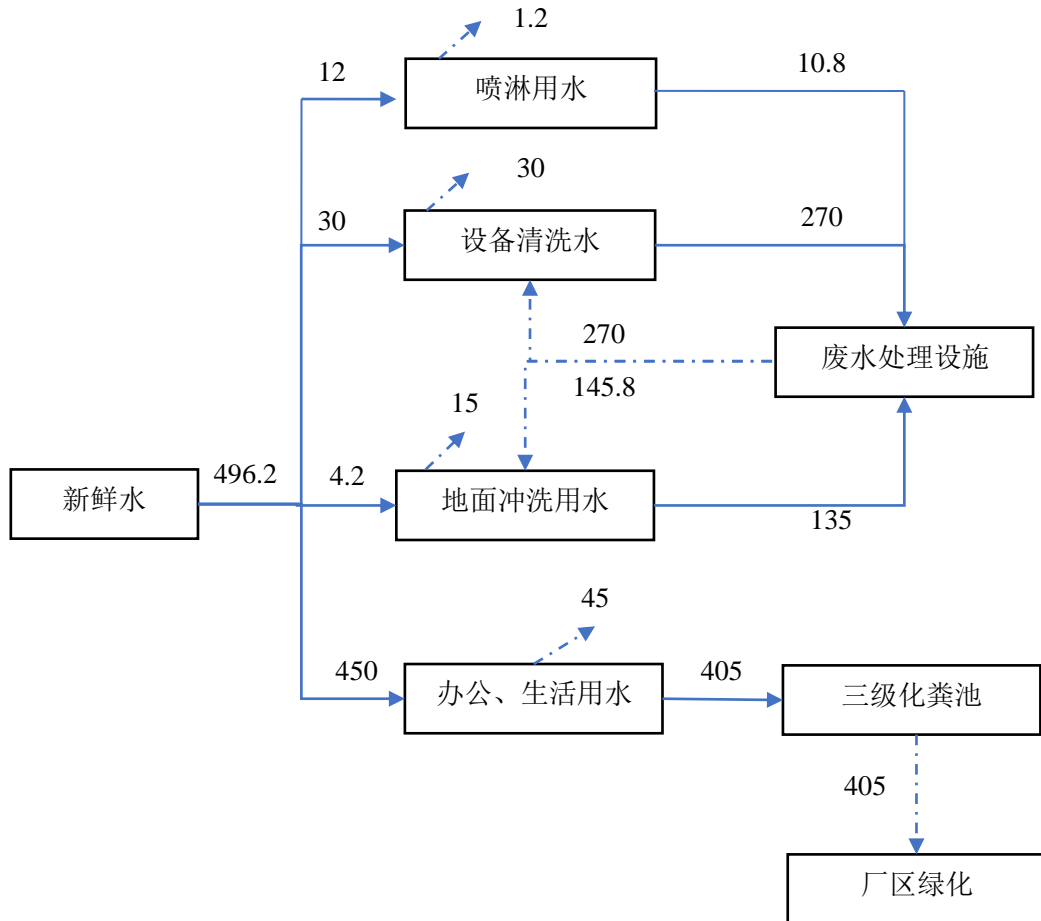 1.2
12
喷淋用水
10.8
30
30
设备清洗水
270
270
废水处理设施
145.8
15
新鲜水
496.2
4.2
地面冲洗用水
135
45
450
办公、生活用水
405
三级化粪池
405
厂区绿化